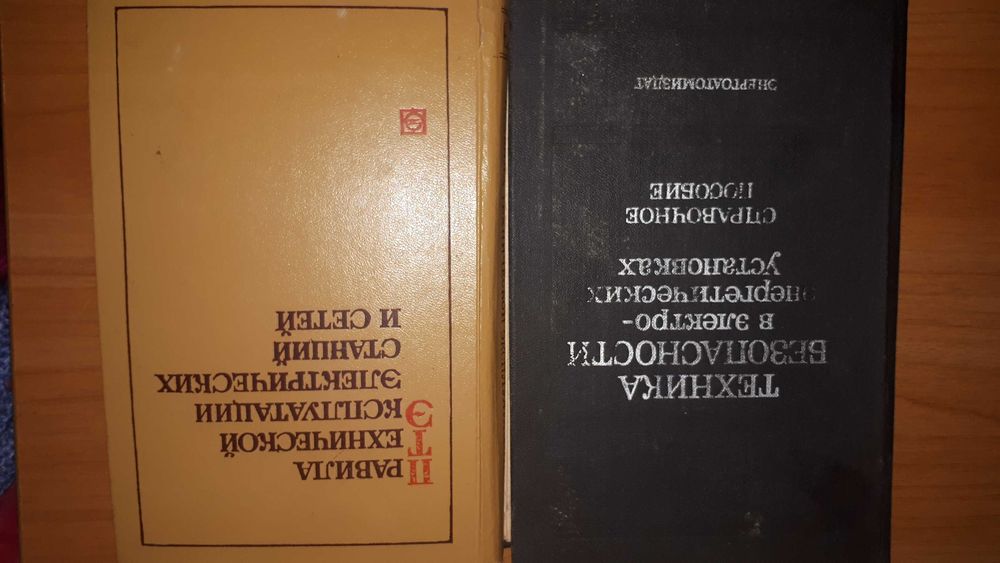 ПРАВИЛА
ТЕХНИЧЕСКОЙ
ЭКСПЛУАТАЦИИ
ЭЛЕКТРИЧЕСКИХ
СТАНЦИЙ
И СЕТЕЙ
ТЕХНИКА
БЕЗОПАСНОСТИ
В ЭЛЕКТРО-
ЭНЕРГЕТИЧЕСКИХ
УСТАНОВКАХ
СПРАВОЧНОЕ
ПОСОБИЕ
ЭНЕРГОАТОМИЗДАТ